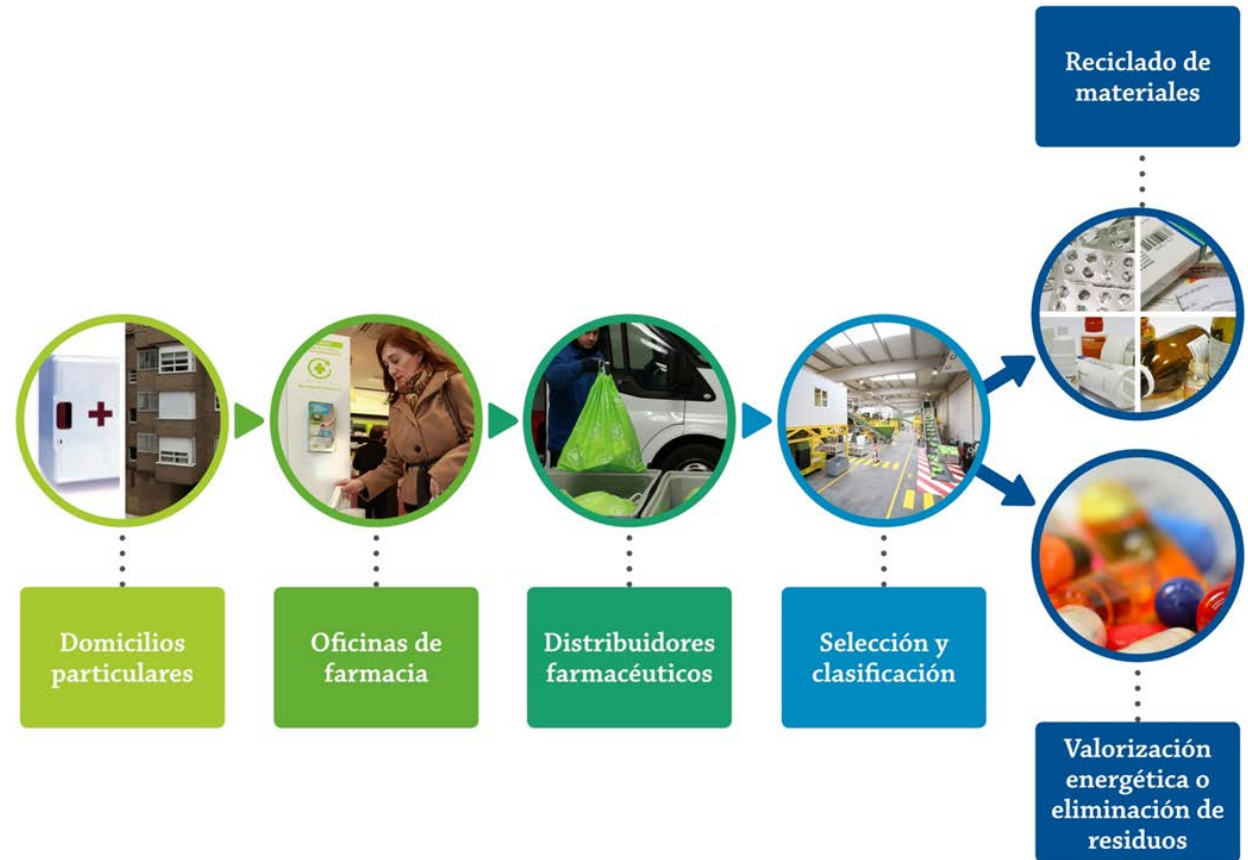 Reciclado de
materiales
Domicilios
particulares
Oficinas de
farmacia
Distribuidores
farmacéuticos
Selección y
clasificación
Valorización
energética o
eliminación de
residuos